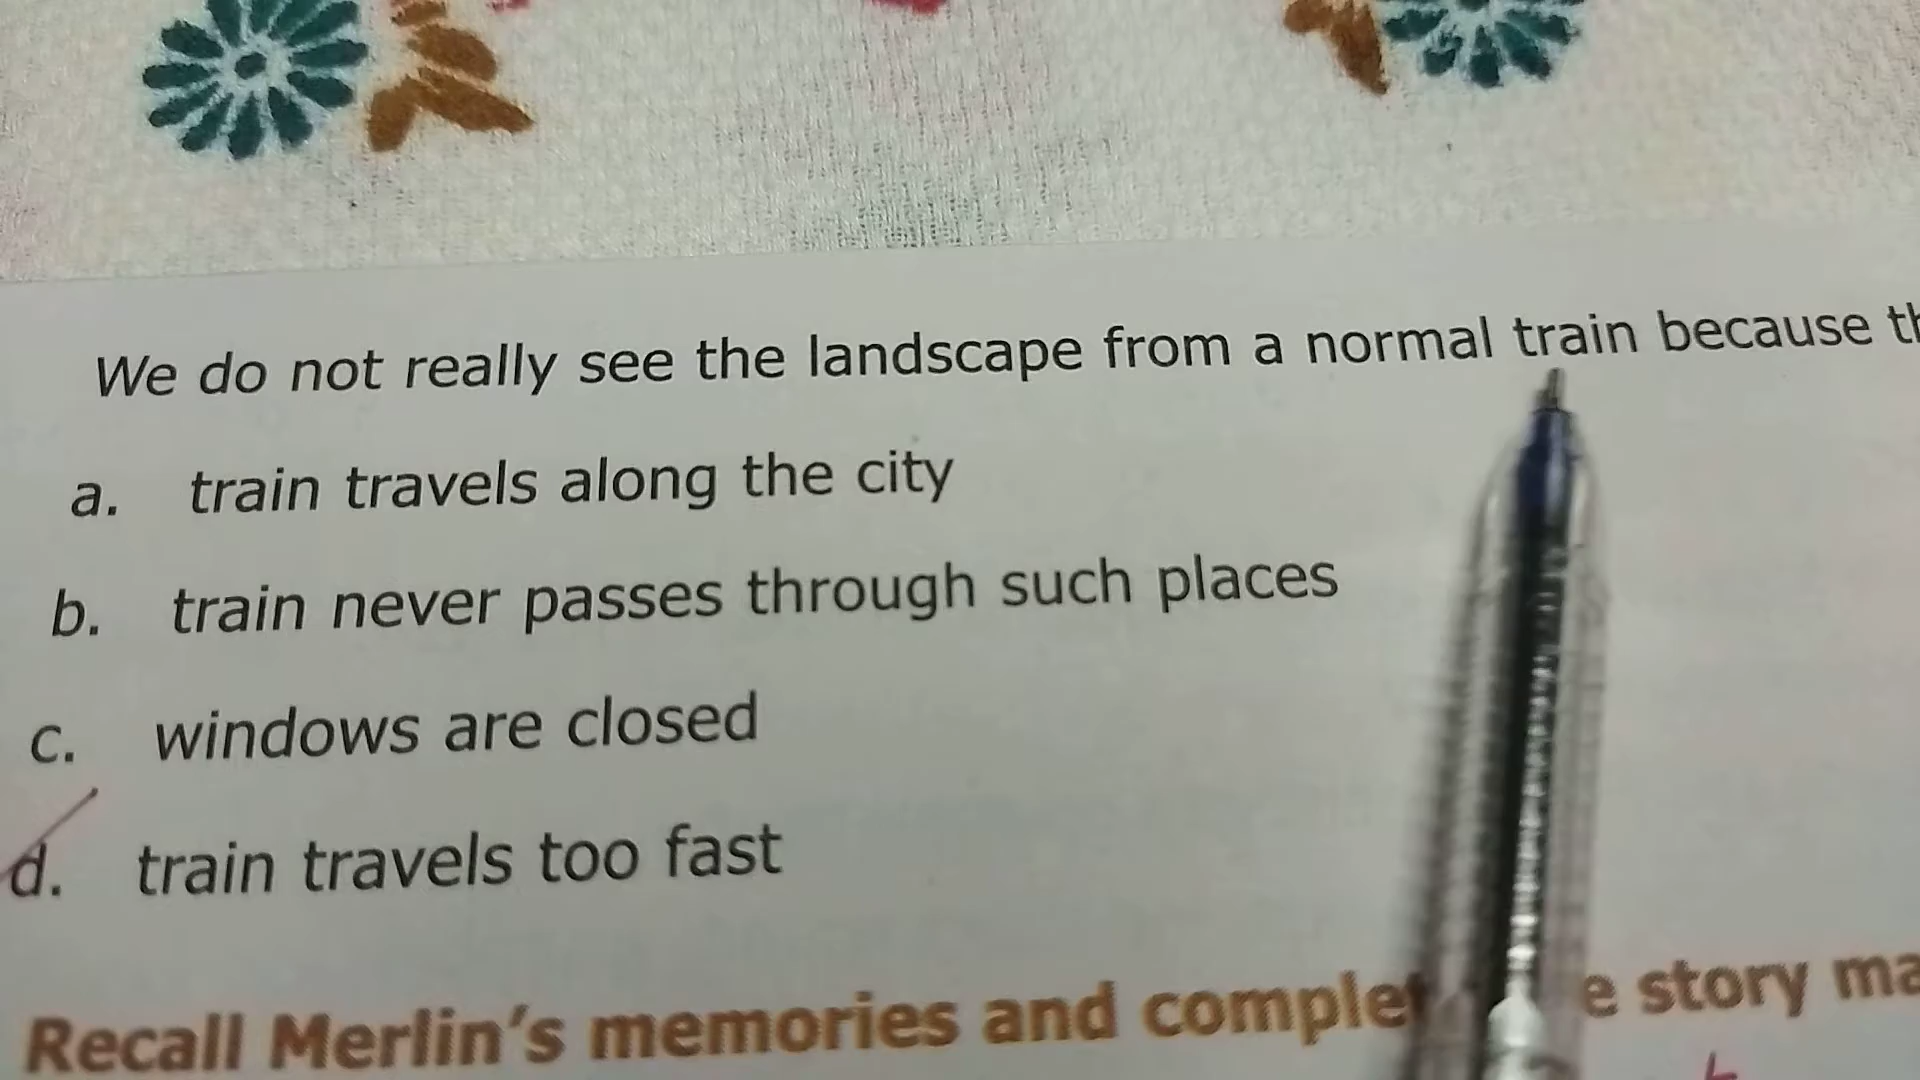 We do not really see the landscape from a normal train because
a. train travels along the city
b. train never passes through such places
c. windows are closed
d. train travels too fast
Recall Merlin's memories and story